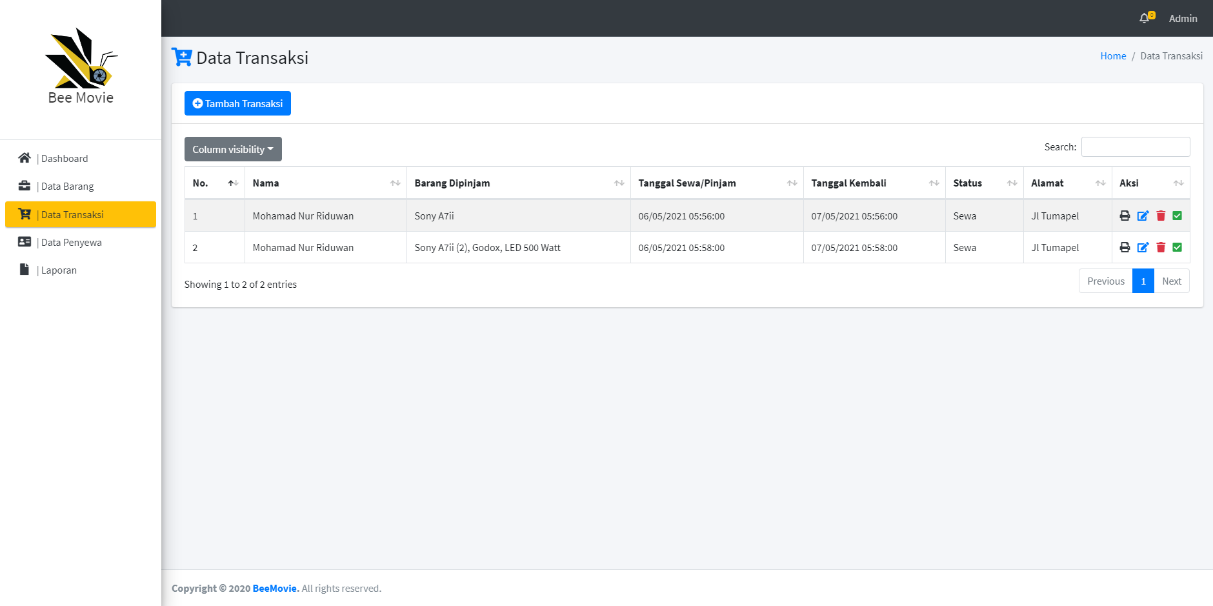 Bee Movie
| Dashboard
| Data Barang
| Data Transaksi
| Data Penyewa
| Laporan
Admin
Data Transaksi
Home / Data Transaksi
Tambah Transaksi
Column visibility
Search:
No. Nama Barang Dipinjam Tanggal Sewa/Pinjam Tanggal Kembali Status Alamat Aksi
1 Mohamad Nur Riduwan Sony A7ii 06/05/2021 05:56:00 07/05/2021 05:56:00 Sewa Jl Tumapel
2 Mohamad Nur Riduwan Sony A7ii (2), Godox, LED 500 Watt 06/05/2021 05:58:00 07/05/2021 05:58:00 Sewa Jl Tumapel
Showing 1 to 2 of 2 entries
Previous 1 Next
Copyright © 2020 BeeMovie. All rights reserved.